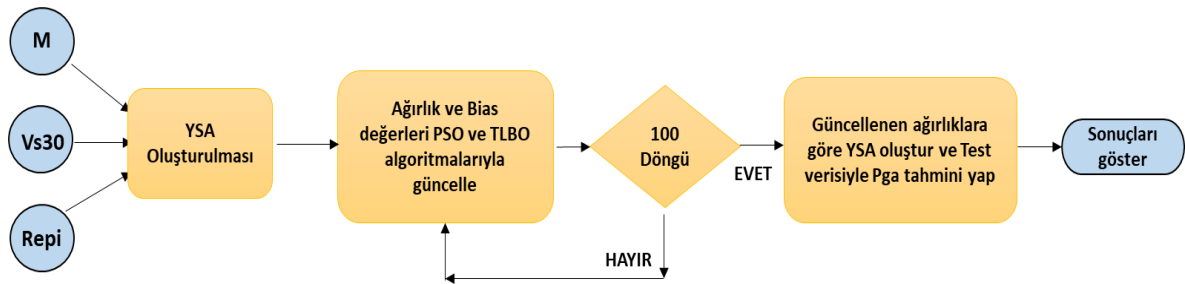 M
Vs30
Repi
YSA
Oluşturulması
Ağırlık ve Bias
değerleri PSO ve TLBO
algoritmalarıyla
güncelle
100
Döngü
EVET
HAYIR
Güncellenen ağırlıklara
göre YSA oluştur ve Test
verisiyle Pga tahmini yap
Sonuçları
göster